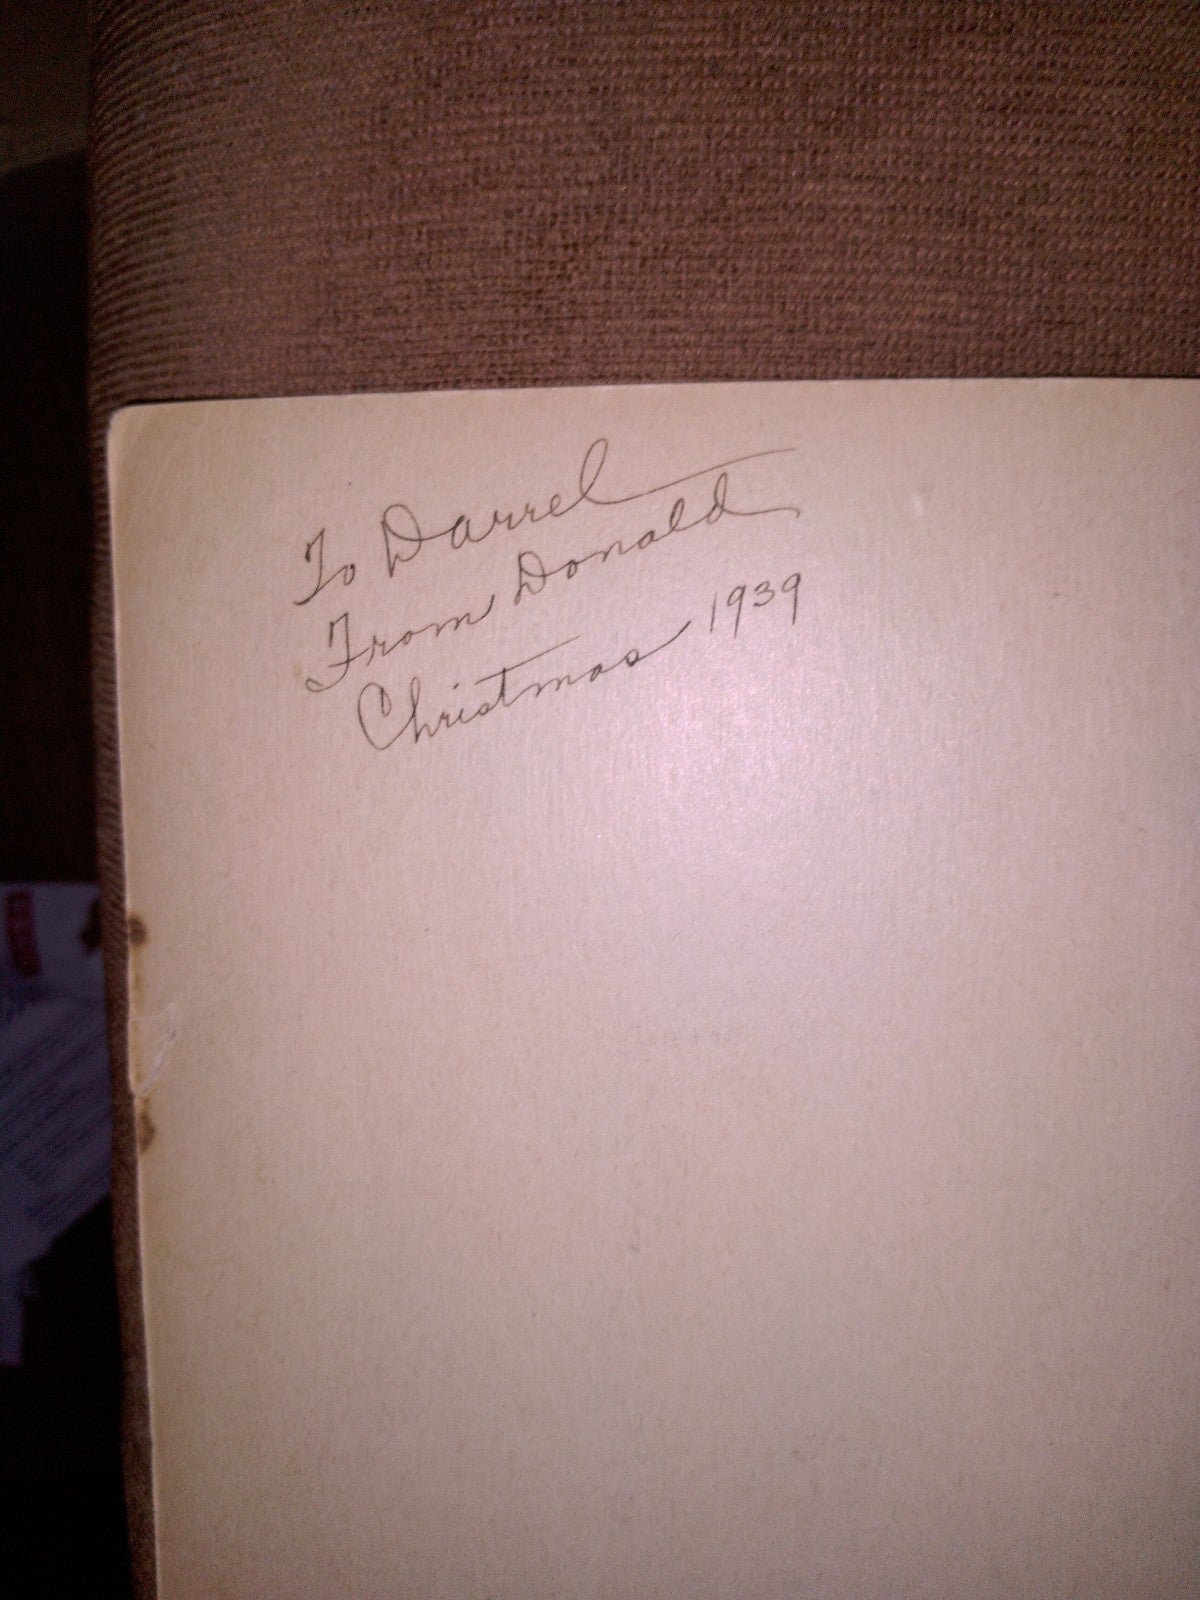 To Darrel
From Donald
Christmas 1939